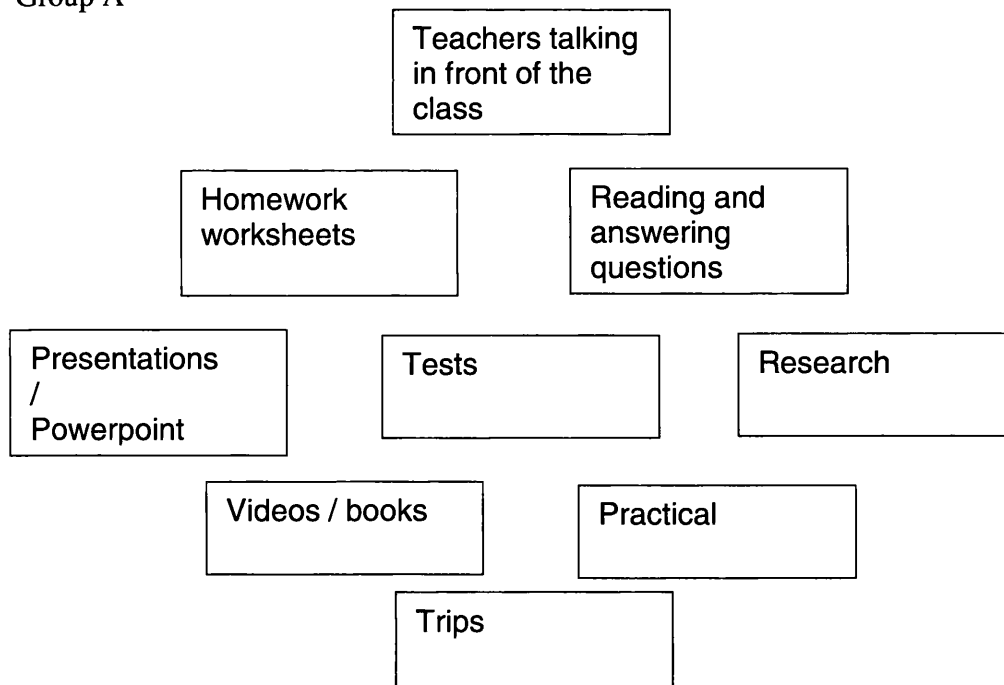 Group A
Teachers talking
in front of the
class
Homework
worksheets
Reading and
answering
questions
Presentations
/
Powerpoint
Tests
Research
Videos / books
Practical
Trips